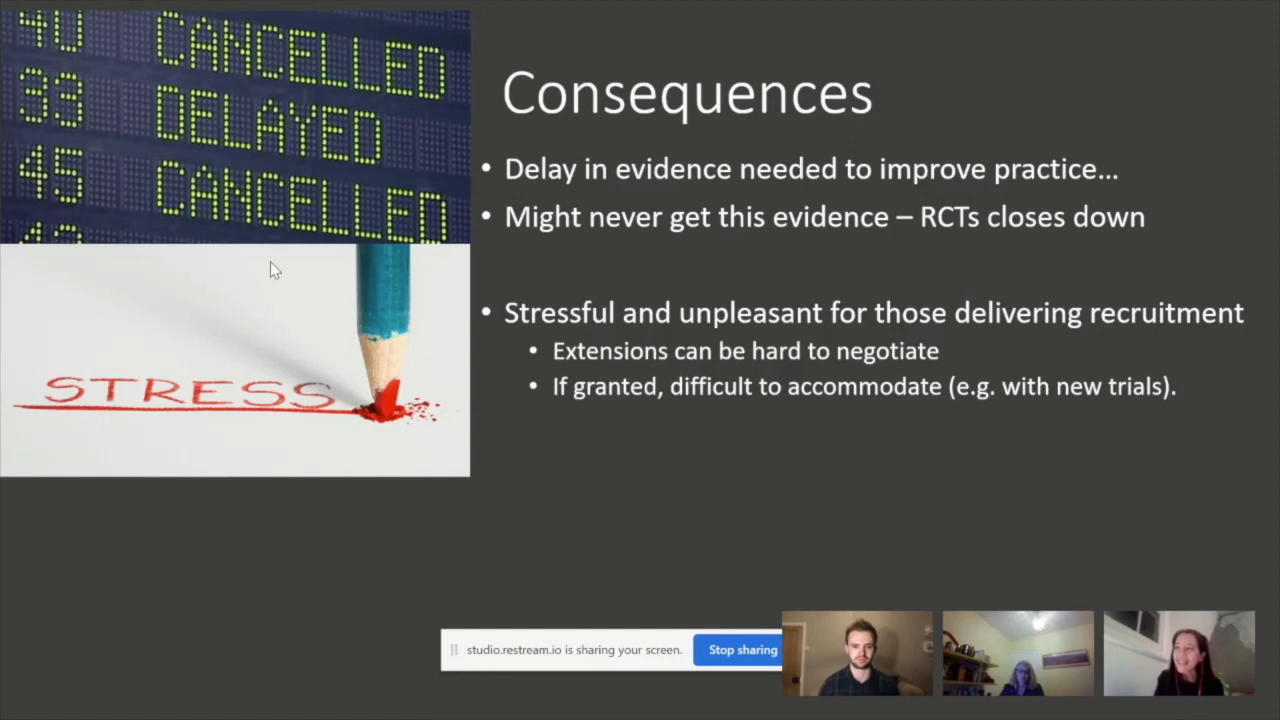 40 CANCELLED
33 DELAYED
45 CANCELLED
STRESS
Consequences
• Delay in evidence needed to improve practice...
• Might never get this evidence – RCTs closes down
• Stressful and unpleasant for those delivering recruitment
• Extensions can be hard to negotiate
• If granted, difficult to accommodate (e.g. with new trials).
studio.restream.io is sharing your screen.
Stop sharing